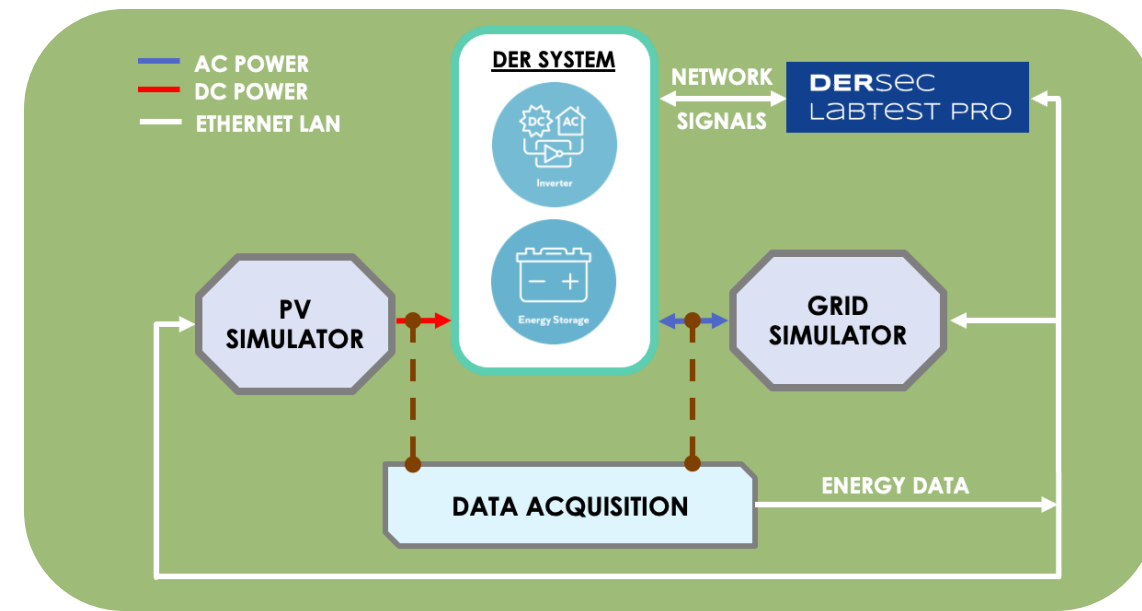 AC POWER
DC POWER
ETHERNET LAN
DER SYSTEM
DC AC
Inverter
Energy Storage
NETWORK
SIGNALS
DERSEC
LABTEST PRO
PV
SIMULATOR
GRID
SIMULATOR
DATA ACQUISITION
ENERGY DATA